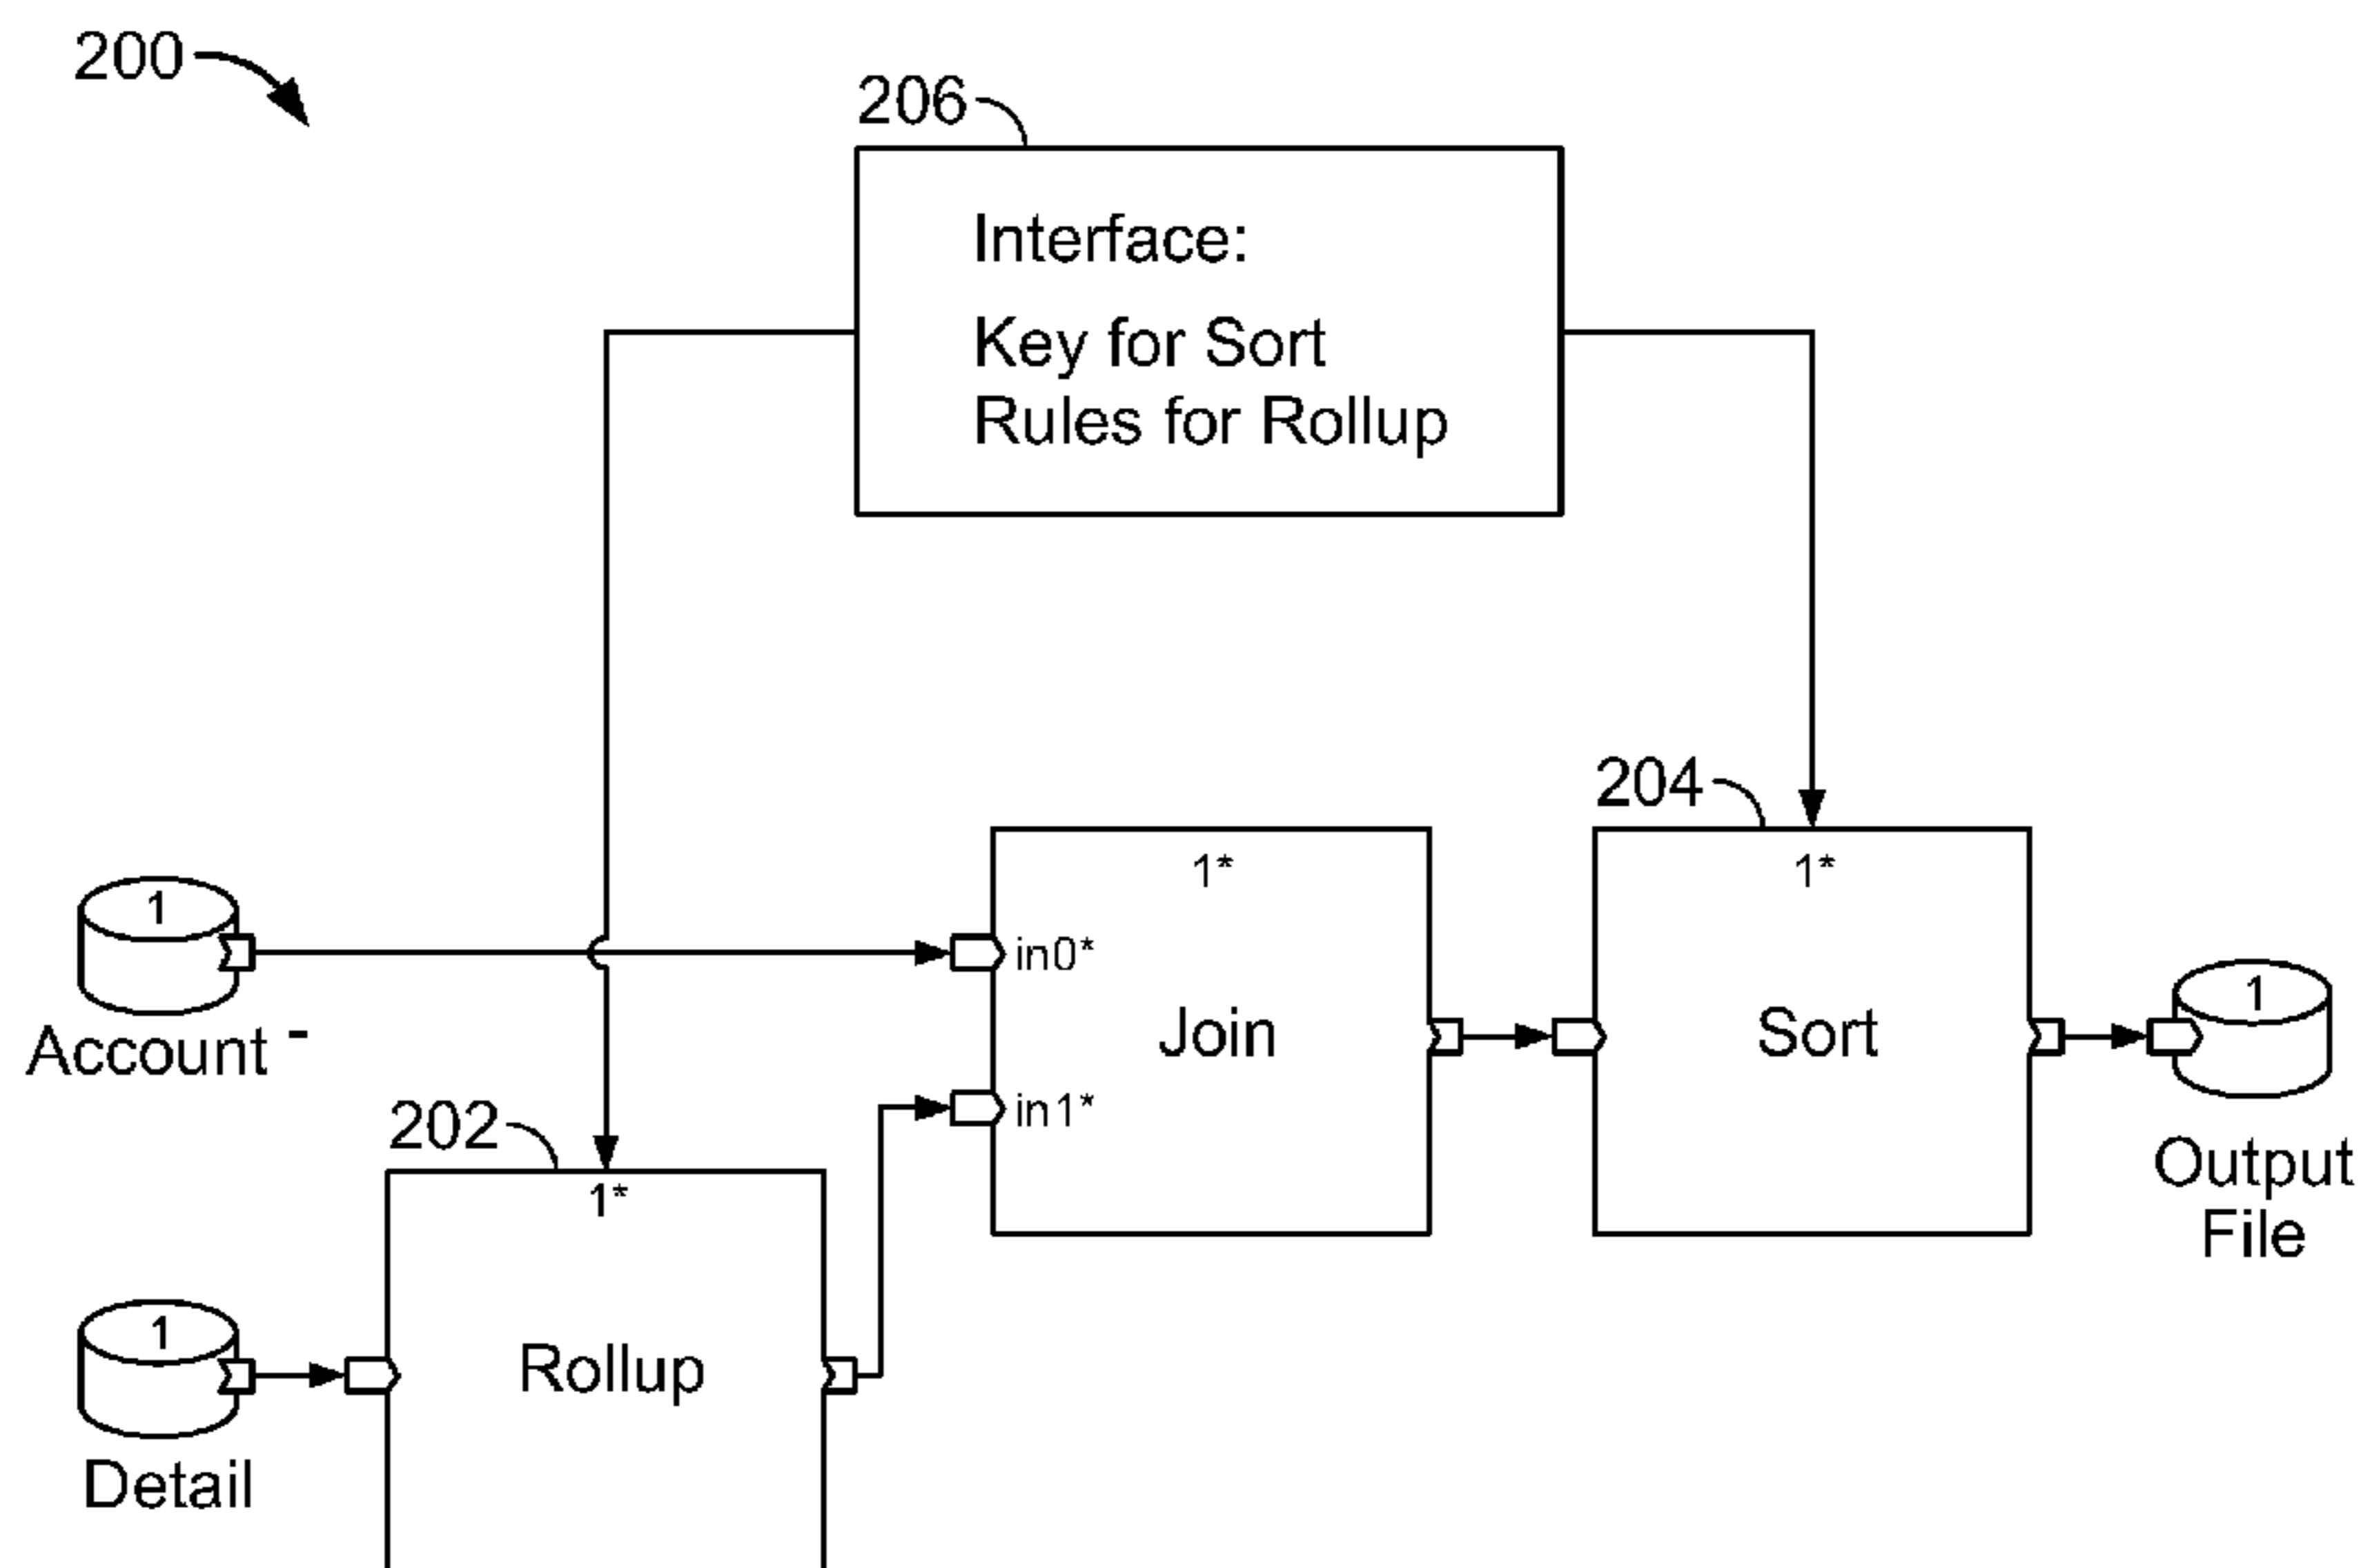 200
206
Interface:
Key for Sort
Rules for Rollup
204
1*
1*
1
in0*
1
Account -
Join
Sort
202
in1*
1*
Output
File
1
Rollup
Detail